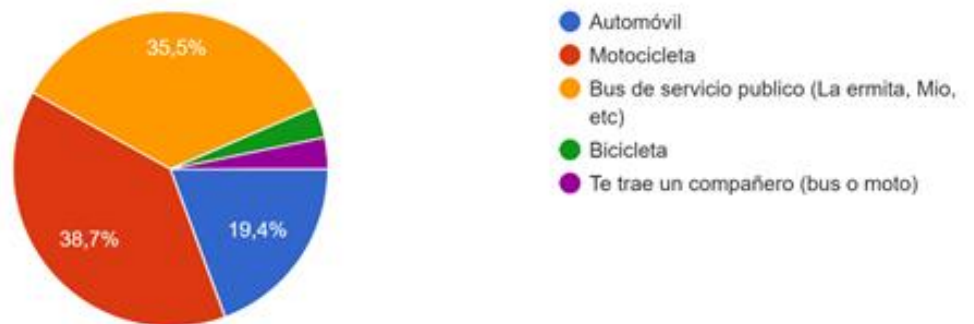 35,5%
38,7%
19,4%
Automóvil
Motocicleta
Bus de servicio publico (La ermita, Mio,
etc)
Bicicleta
Te trae un compañero (bus o moto)